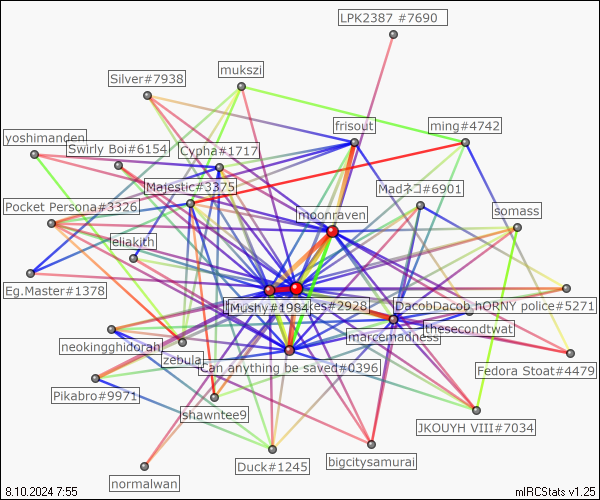 LPK2387 #7690
mukszi
Silver#7938
frisout
ming#4742
yoshimanden
Swirly Boi#6154
Cypha#1717
Majestic#3375
Madネコ#6901
Pocket Persona#3326
moonraven
somass
eliakith
Eg.Master#1378
Mushy#1984
kes#2928
DacobDacob
hORNY police#5271
thesecondtwat
marcemadness
neokingghidorah
zebula
Can anything be saved#0396
Fedora Stoat#4479
Pikabro#9971
shawntee9
JKOUYH VIII#7034
Duck#1245
bigcitysamurai
normalwan
8.10.2024 7:55
mIRCStats v1.25